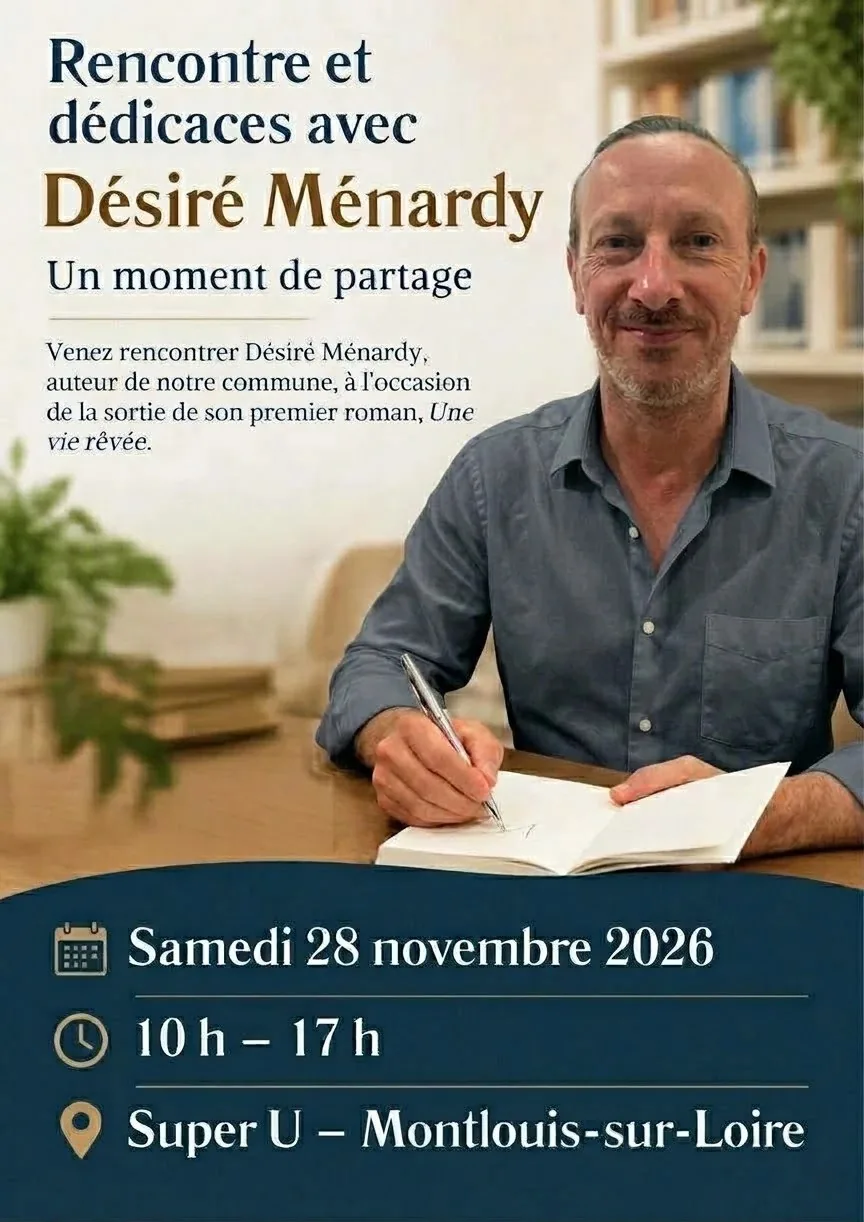 Rencontre et
dédicaces avec
Désiré Ménardy
Un moment de partage
Venez rencontrer Désiré Ménardy,
auteur de notre commune, à l'occasion
de la sortie de son premier roman, Une
vie rêvée.
Samedi 28 novembre 2026
10 h – 17 h
Super U – Montlouis-sur-Loire